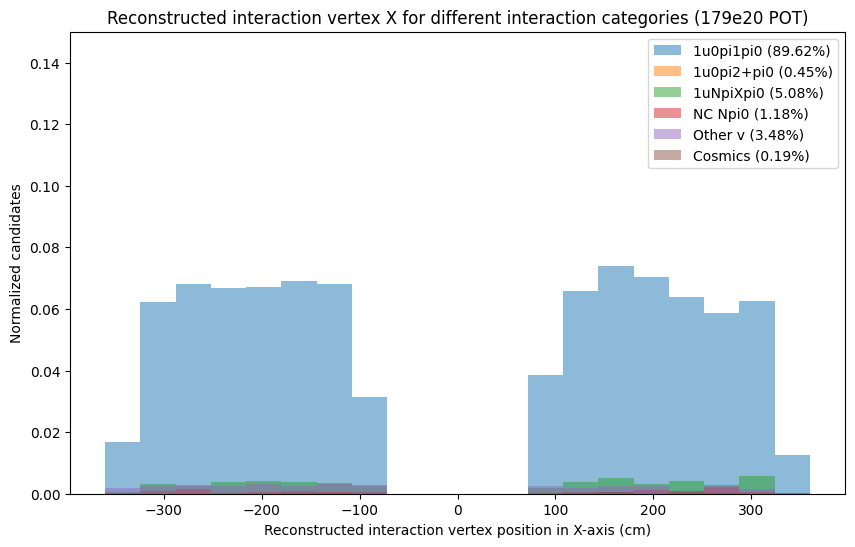 Reconstructed interaction vertex X for different interaction categories (179e20 POT)
1u0pi1pi0 (89.62%)
1u0pi2+pi0 (0.45%)
1uNpiXpi0 (5.08%)
NC Npi0 (1.18%)
Other v (3.48%)
Cosmics (0.19%)
Normalized candidates
0.14
0.12
0.10
0.08
0.06
0.04
0.02
0.00
−300
−200
−100
0
100
200
300
Reconstructed interaction vertex position in X-axis (cm)